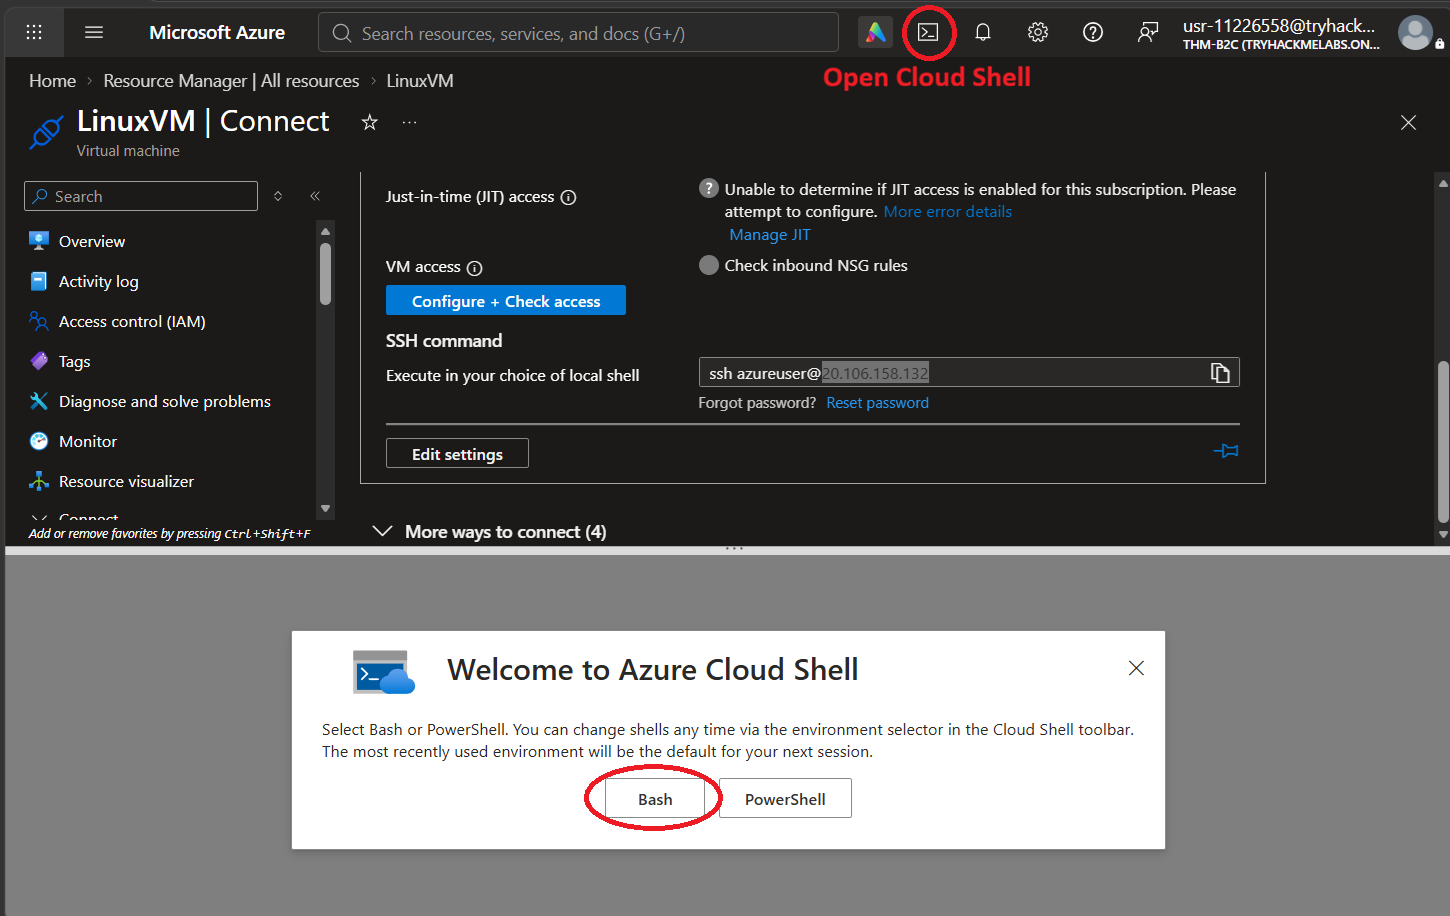 Microsoft Azure
Search resources, services, and docs (G+/)
usr-11226558@tryhack...
THM-B2C (TRYHACKMELABS.ON...
Open Cloud Shell
Home > Resource Manager | All resources > LinuxVM
LinuxVM | Connect
Virtual machine
Search
Overview
Activity log
Access control (IAM)
Tags
Diagnose and solve problems
Monitor
Resource visualizer
Connect
Add or remove favorites by pressing Ctrl+Shift+F
Just-in-time (JIT) access
Unable to determine if JIT access is enabled for this subscription. Please
attempt to configure. More error details
Manage JIT
VM access
Check inbound NSG rules
Configure + Check access
SSH command
Execute in your choice of local shell
ssh azureuser@20.106.158.132
Forgot password? Reset password
Edit settings
More ways to connect (4)
Welcome to Azure Cloud Shell
Select Bash or PowerShell. You can change shells any time via the environment selector in the Cloud Shell toolbar.
The most recently used environment will be the default for your next session.
Bash
PowerShell